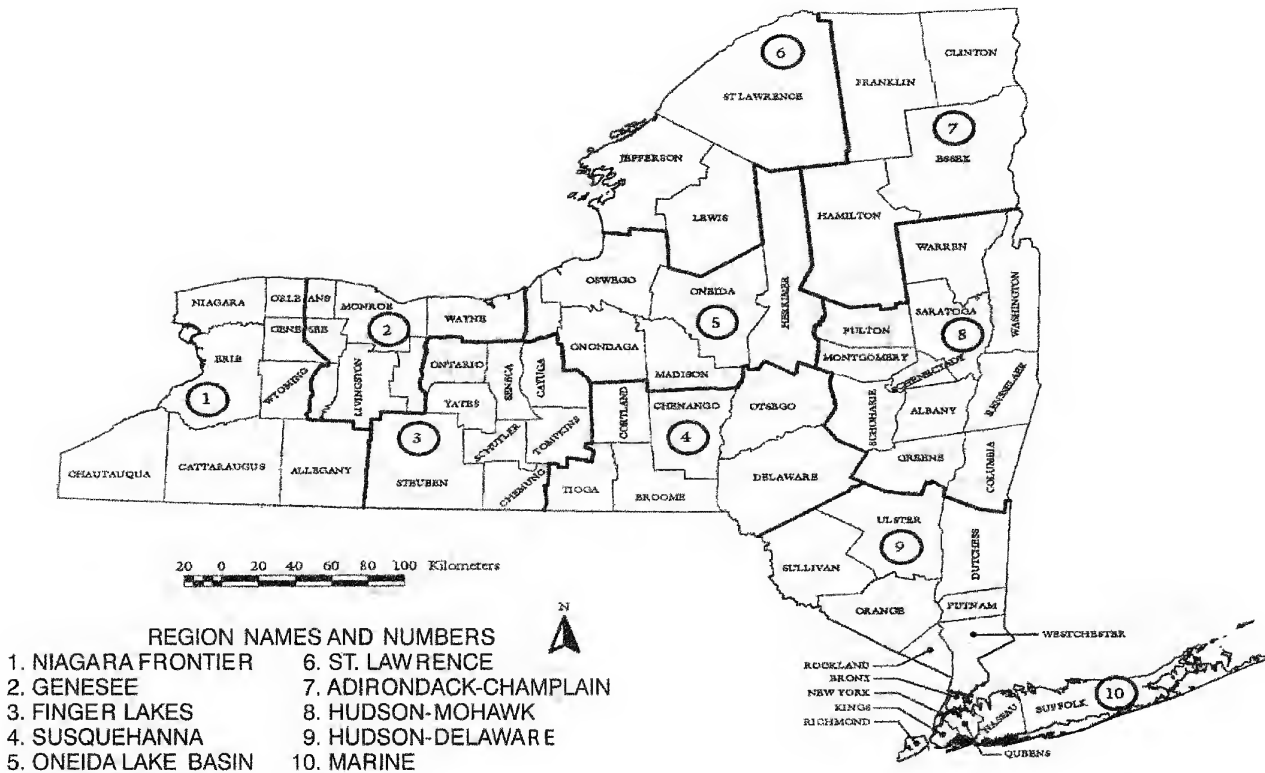 6
CLINTON
FRANKLIN
ST LAWRENCE
7
ESSEX
JEFFERSON
LEWIS
HAMILTON
WARREN
OSWEGO
ONEIDA
HERKIMER
WASHINGTON
NIAGARA
ORLE ANS
MONROE
WAYNE
SARATOGA
GENE SEE
2
5
FULTON
8
ERIE
ONONDAGA
MONTGOMERY
WYOMING
LIVINGSTON
ONTARIO
SENECA
CAYUGA
MADISON
SCHENECTADY
RENSSELAER
1
YATES
CORTLAND
CHENANGO
OTSEGO
SCHOHARIE
ALBANY
3
SCHUYLER
TOMPKINS
4
CHAUTAUQUA
CATTARAUGUS
ALLEGANY
STEUBEN
CHEMUNG
TIOGA
BROOME
DELAWARE
GREENE
COLUMBIA
ULSTER
9
DUTCHESS
20 0 20 40 60 80 100 Kilometers
SULLIVAN
ORANGE
PUTNAM
N
WESTCHESTER
ROCKLAND
BRONX
NEW YORK
KINGS
RICHMOND
NASSAU
SUFFOLK
10
QUEENS
REGION NAMES AND NUMBERS
1. NIAGARA FRONTIER 6. ST. LAWRENCE
2. GENESEE 7. ADIRONDACK-CHAMPLAIN
3. FINGER LAKES 8. HUDSON-MOHAWK
4. SUSQUEHANNA 9. HUDSON-DELAWARE
5. ONEIDA LAKE BASIN 10. MARINE